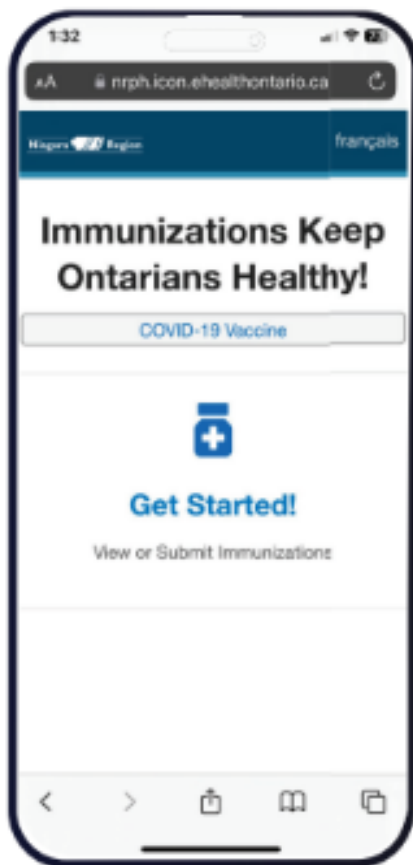 1:32
AA nrph.icon.ehealthontario.ca
Niagara Region
français
Immunizations Keep
Ontarians Healthy!
COVID-19 Vaccine
Get Started!
View or Submit Immunizations